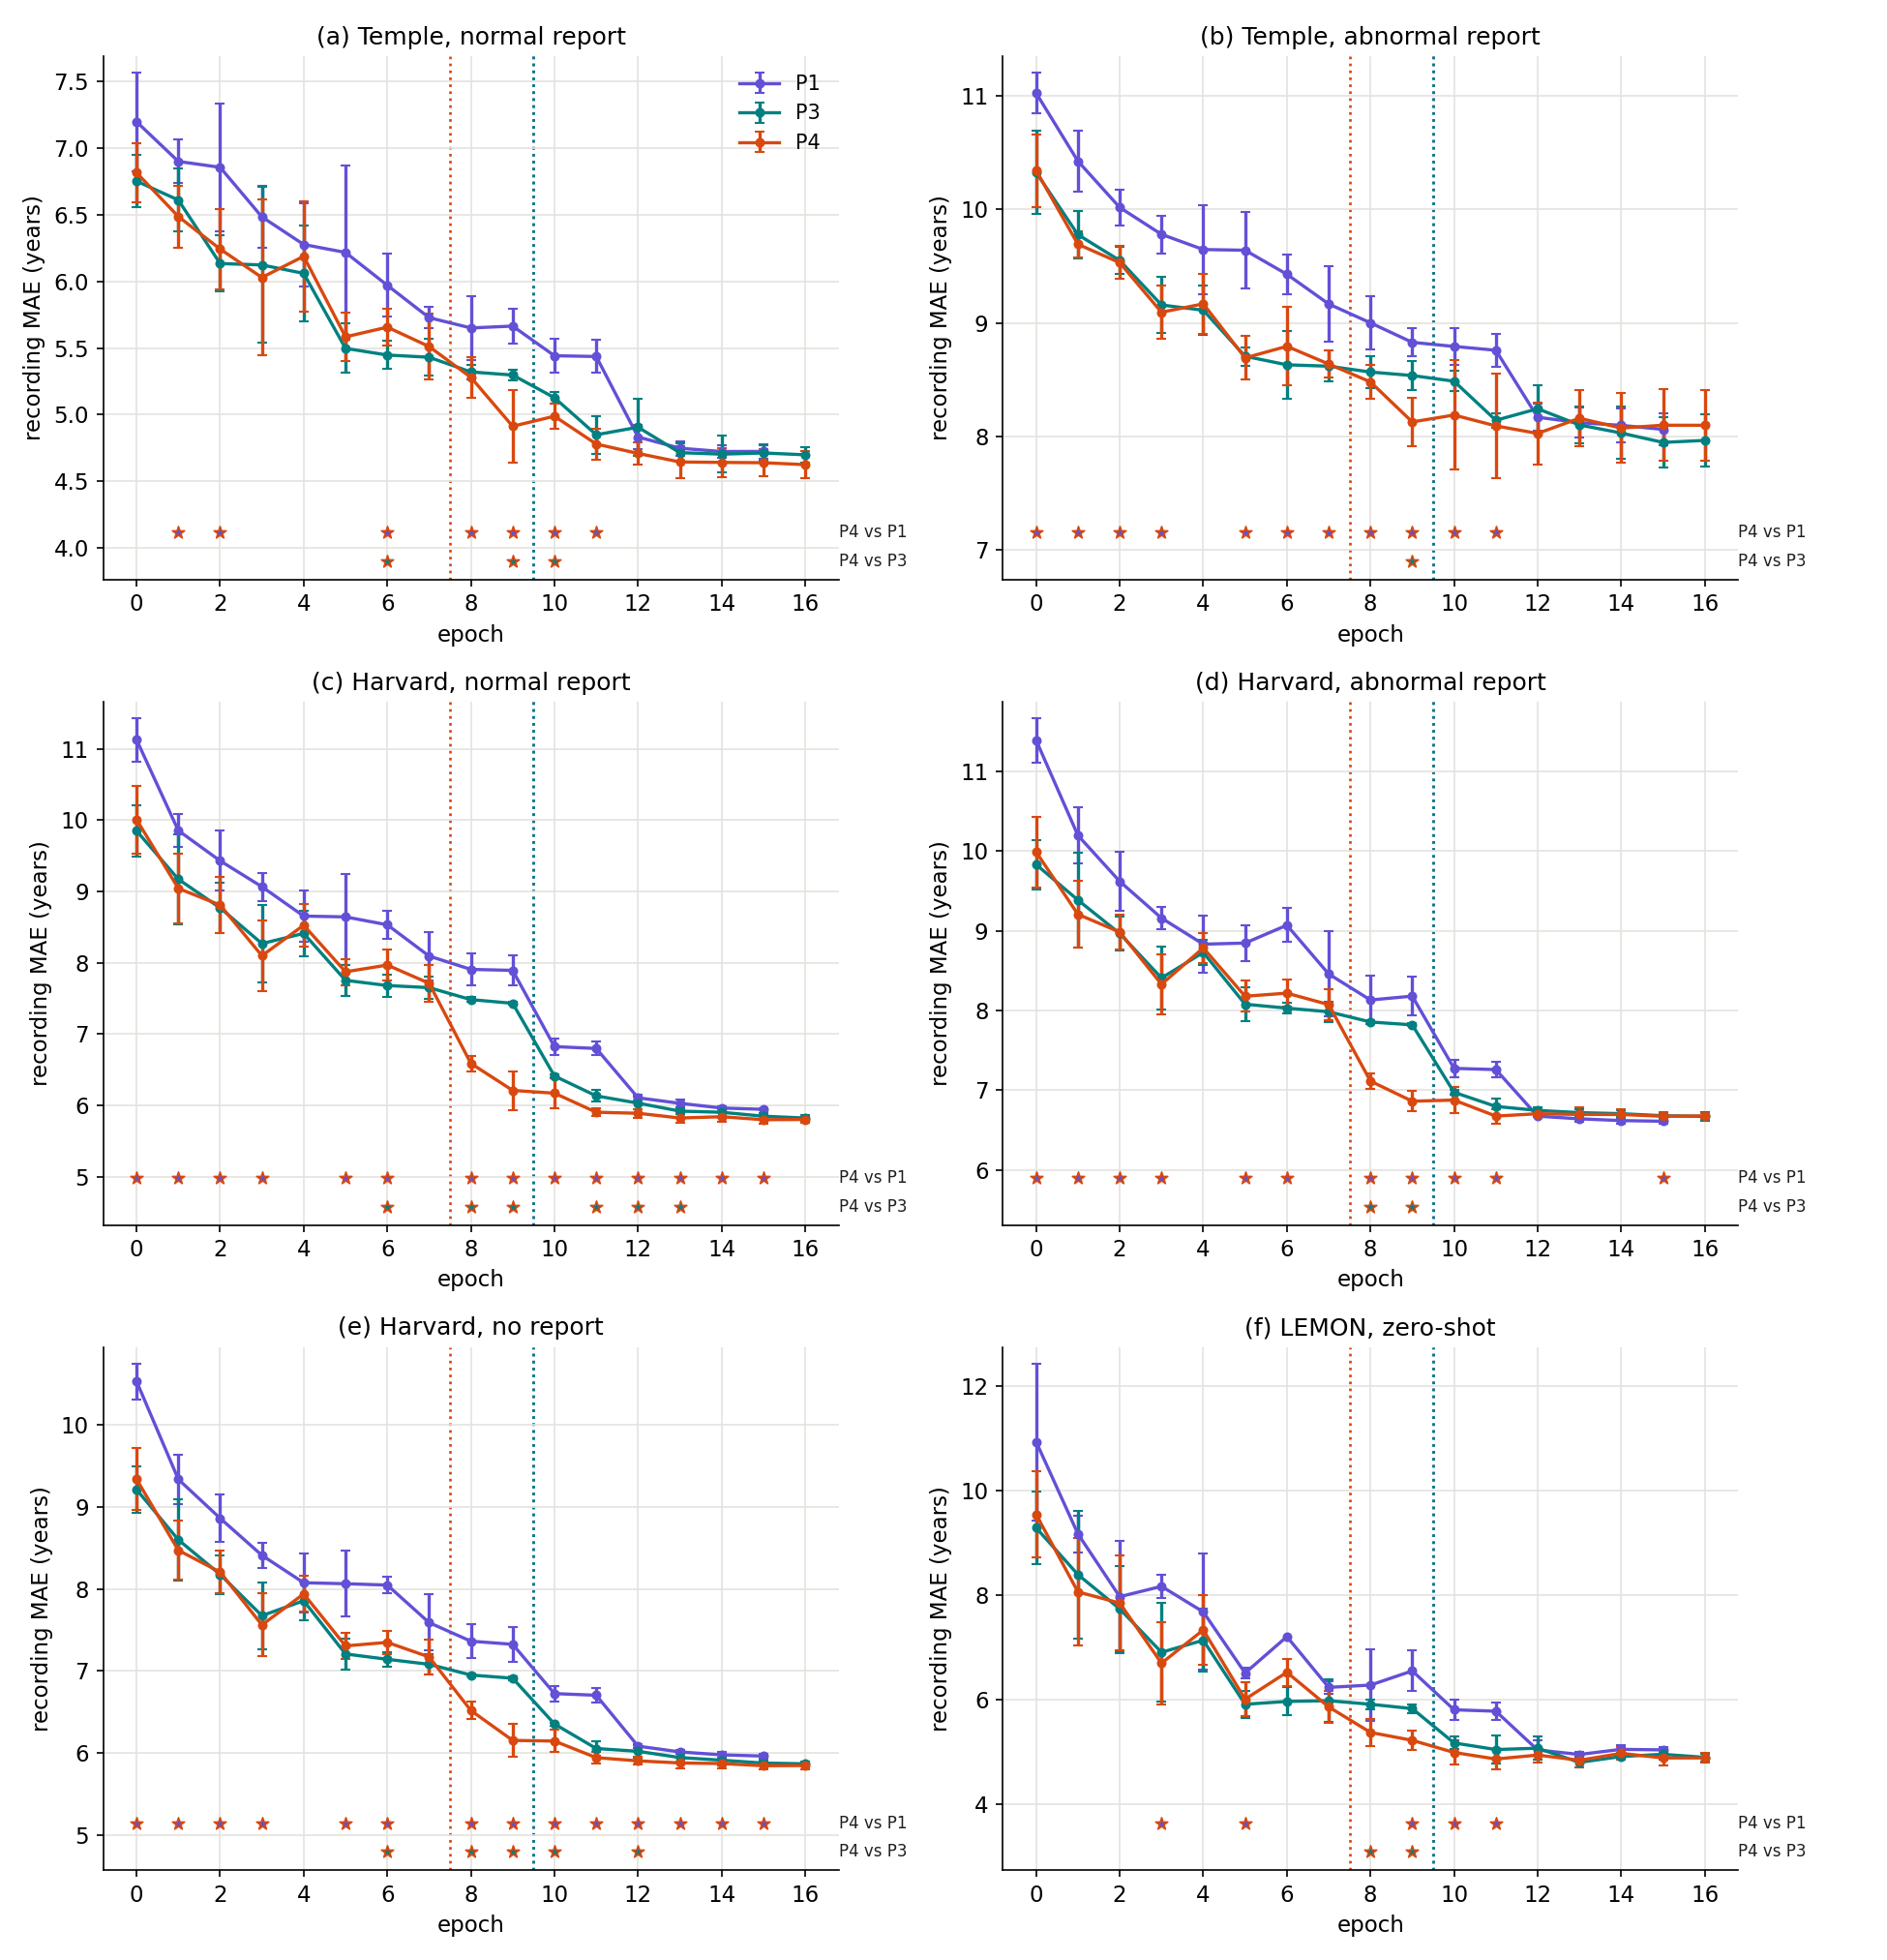 (a) Temple, normal report
7.5
7.0
6.5
6.0
5.5
5.0
4.5
4.0
recording MAE (years)
P1
P3
P4
P4 vs P1
P4 vs P3
0 2 4 6 8 10 12 14 16
epoch
(b) Temple, abnormal report
11
10
9
8
7
recording MAE (years)
P4 vs P1
P4 vs P3
0 2 4 6 8 10 12 14 16
epoch
(c) Harvard, normal report
11
10
9
8
7
6
5
recording MAE (years)
P4 vs P1
P4 vs P3
0 2 4 6 8 10 12 14 16
epoch
(d) Harvard, abnormal report
11
10
9
8
7
6
recording MAE (years)
P4 vs P1
P4 vs P3
0 2 4 6 8 10 12 14 16
epoch
(e) Harvard, no report
10
9
8
7
6
5
recording MAE (years)
P4 vs P1
P4 vs P3
0 2 4 6 8 10 12 14 16
epoch
(f) LEMON, zero-shot
12
10
8
6
4
recording MAE (years)
P4 vs P1
P4 vs P3
0 2 4 6 8 10 12 14 16
epoch